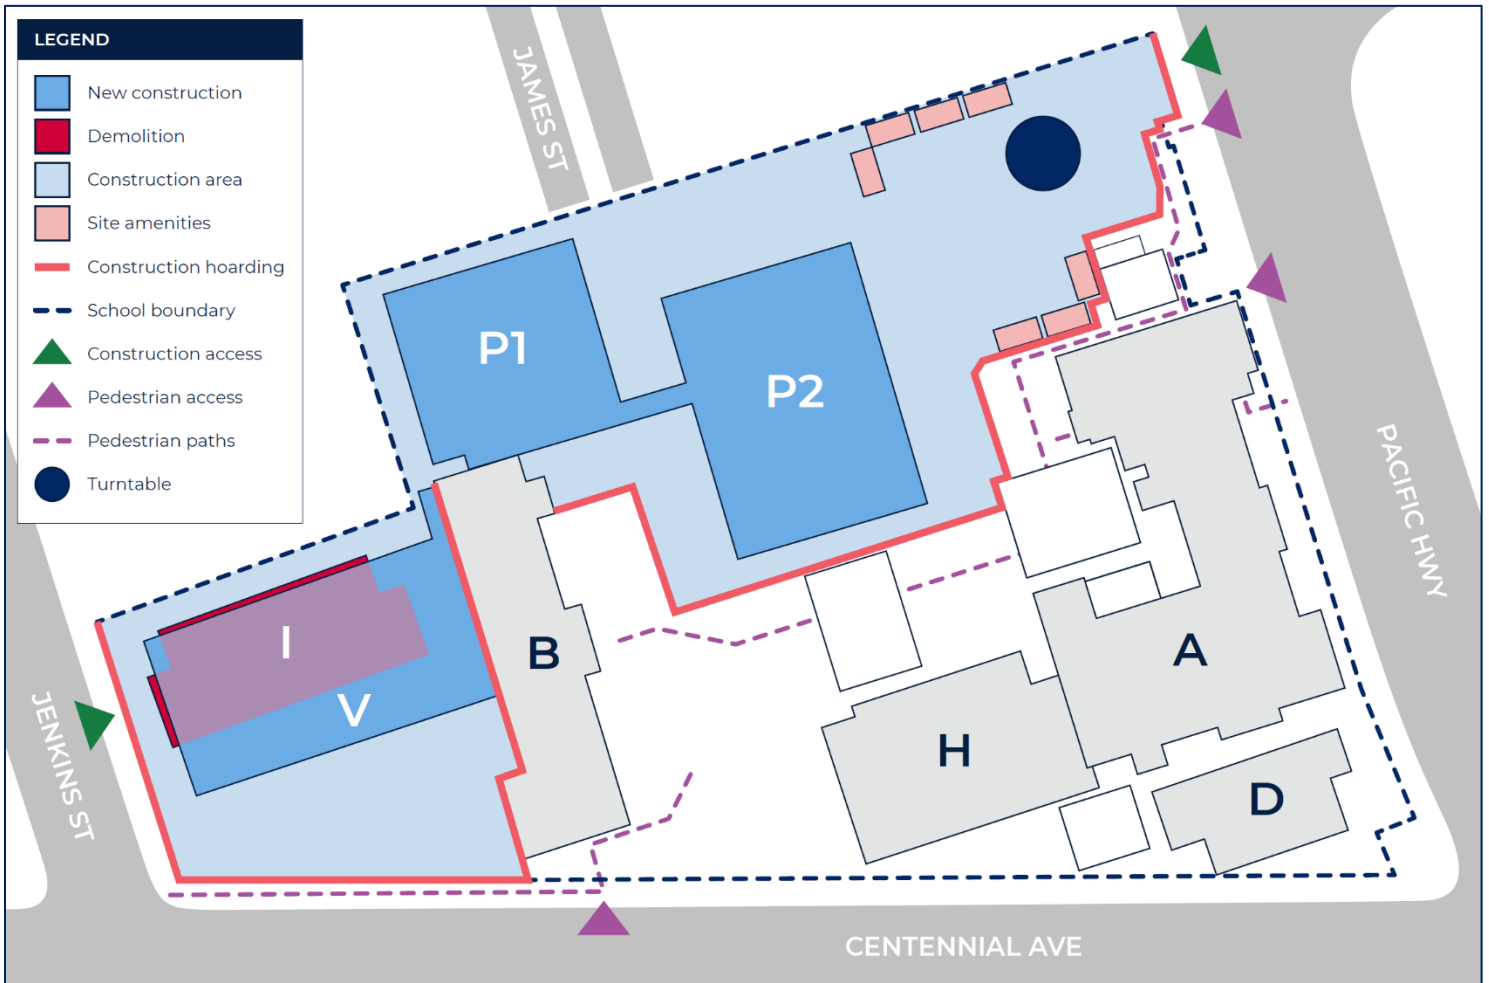 LEGEND
New construction
Demolition
Construction area
Site amenities
Construction hoarding
School boundary
Construction access
Pedestrian access
Pedestrian paths
Turntable
JAMES ST
P1
P2
PACIFIC HWY
I
V
B
A
H
D
JENKINS ST
CENTENNIAL AVE